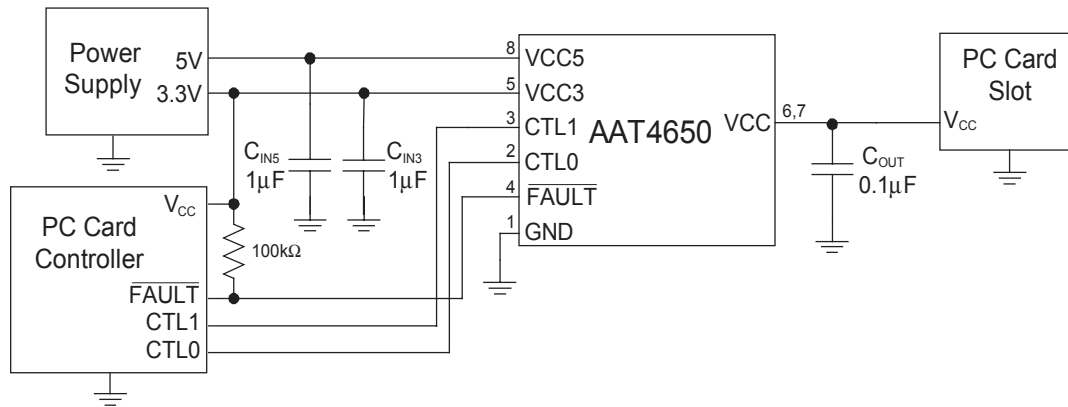 Power
Supply
5V
3.3V
8
VCC5
5
VCC3
3
CTL1
2
CTL0
4
FAULT
1
GND
AAT4650
VCC
6,7
PC Card
Slot
VCC
CIN5
1μF
CIN3
1μF
COUT
0.1μF
VCC
PC Card
Controller
100kΩ
FAULT
CTL1
CTL0